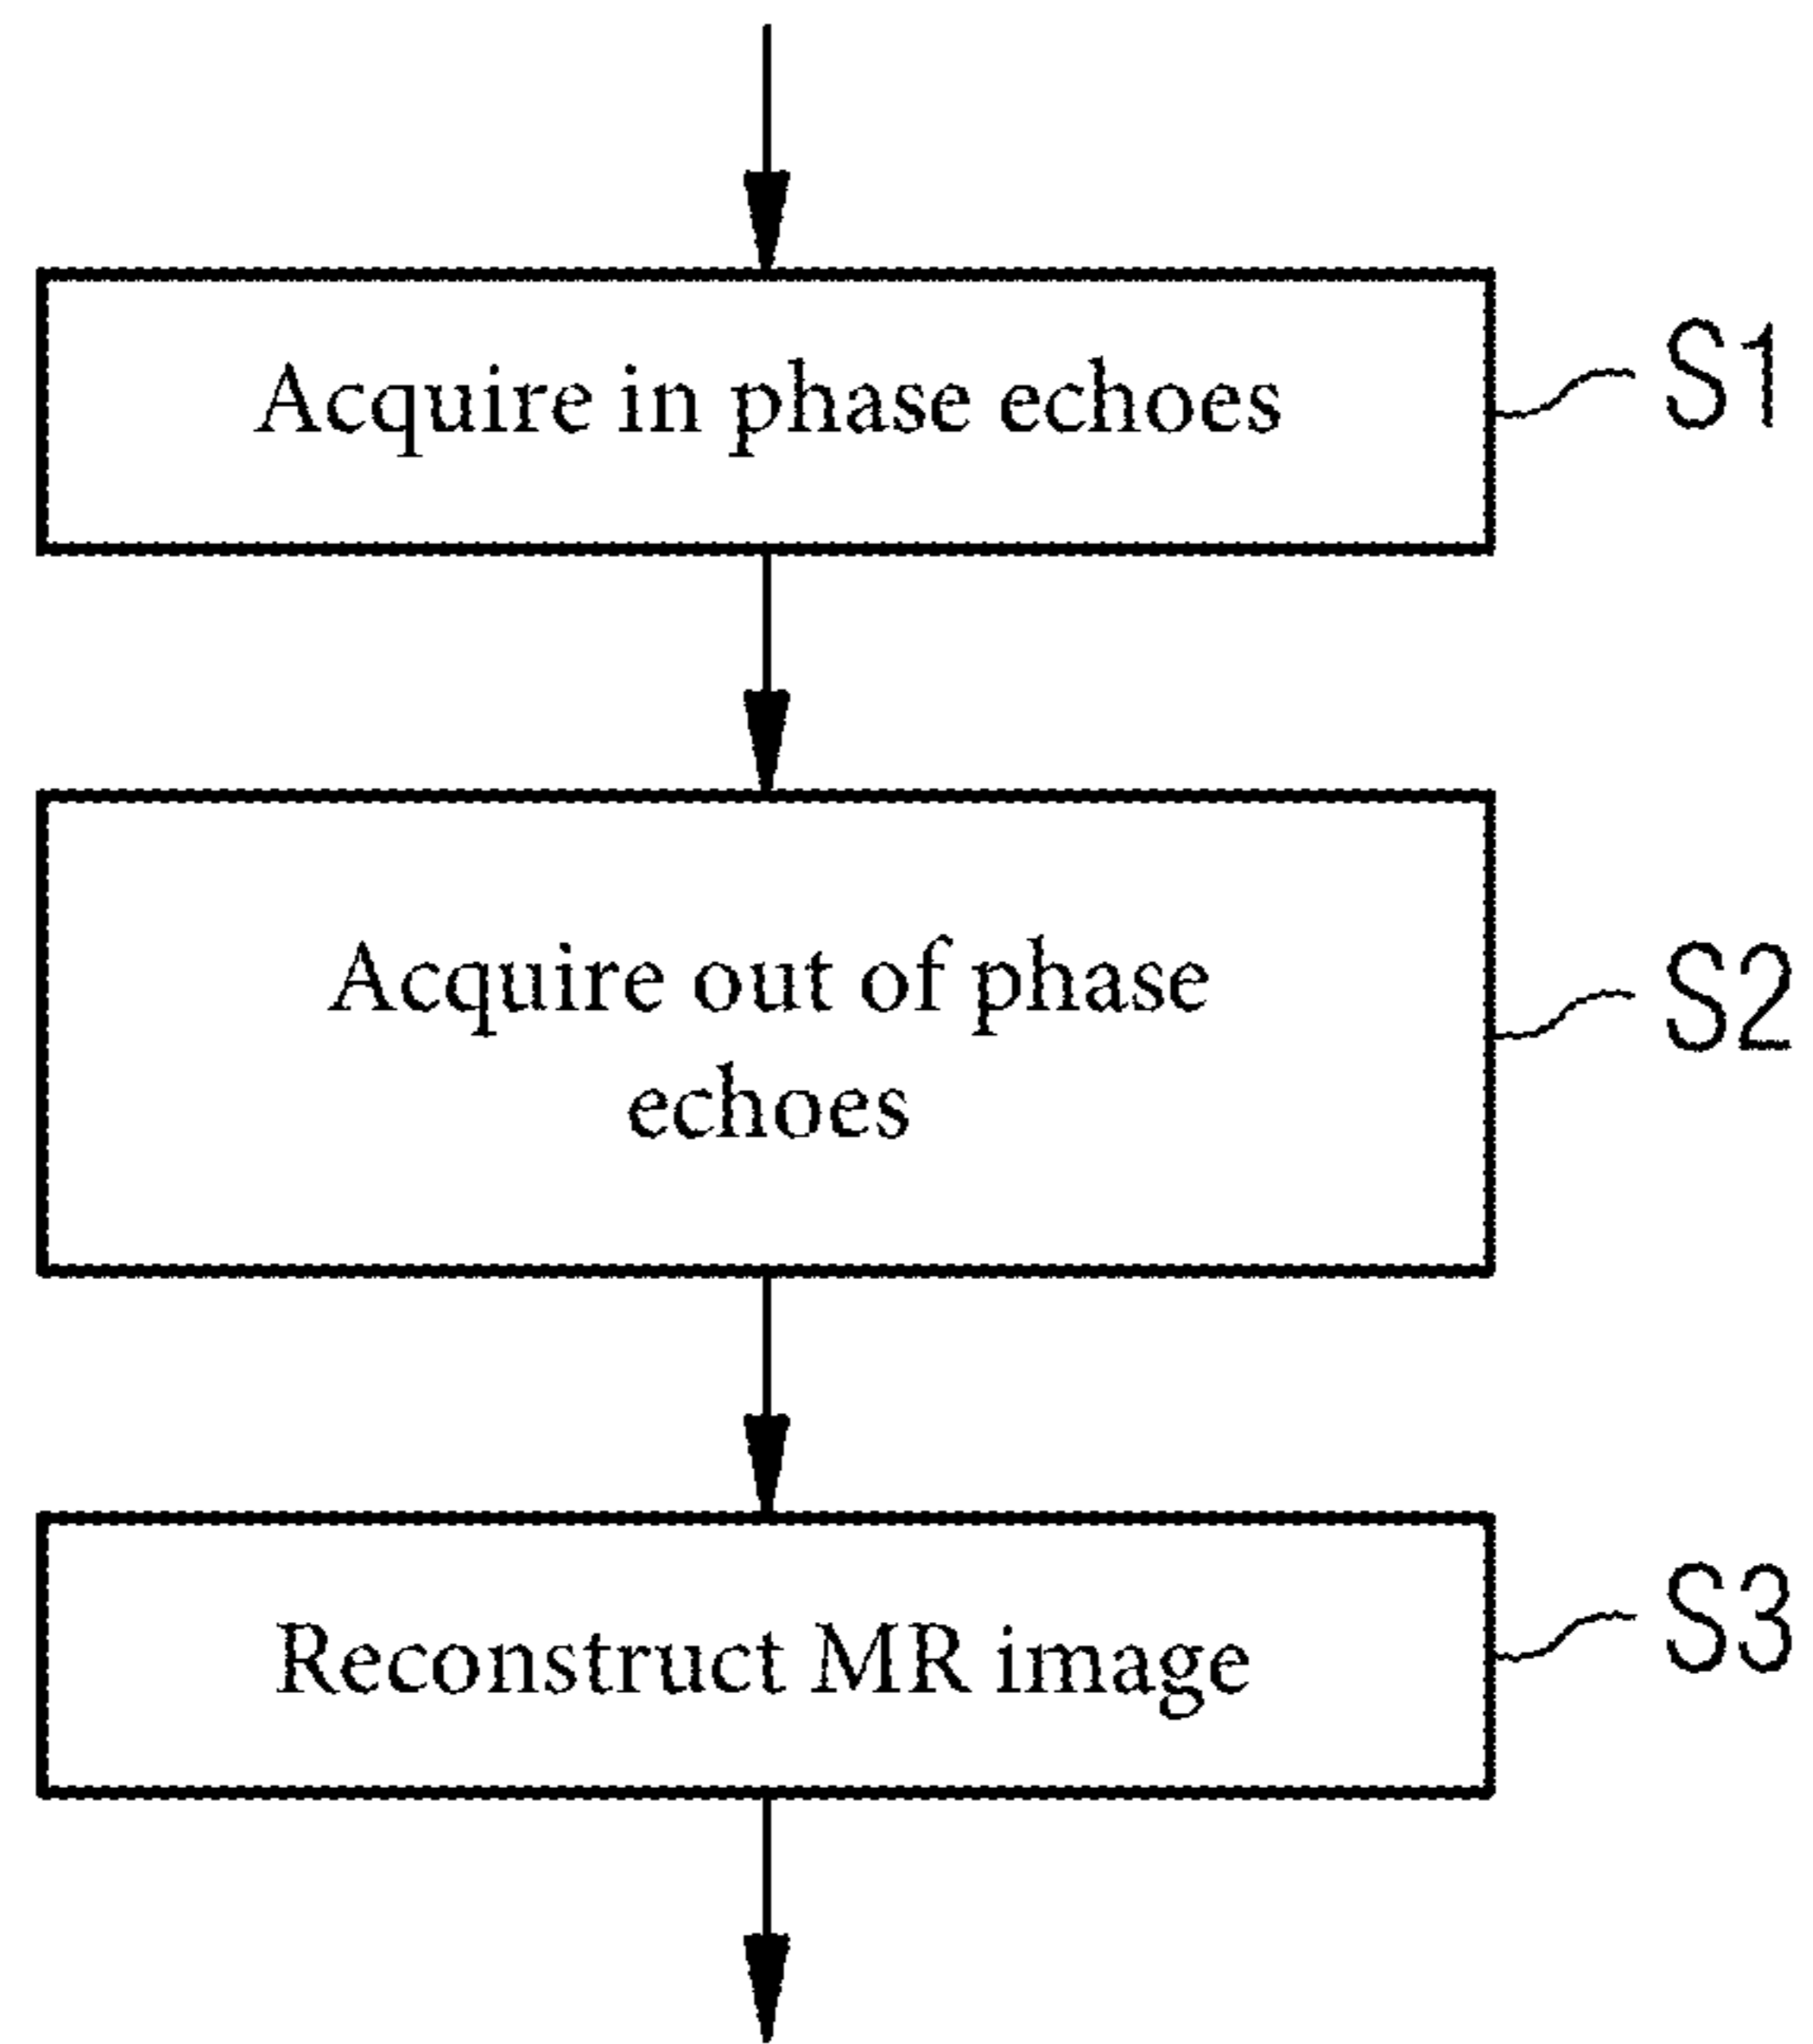 Acquire in phase echoes
S1
Acquire out of phase
echoes
S2
Reconstruct MR image
S3